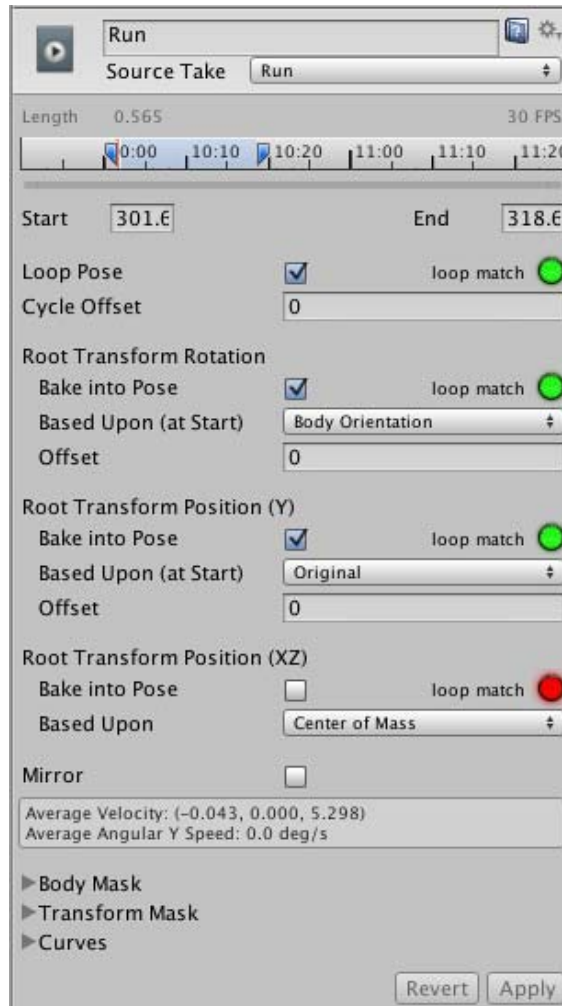 Run
Source Take Run
Length 0.565 30 FPS
0:00 10:10 10:20 11:00 11:10 11:20
Start 301.6 End 318.6
Loop Pose loop match
Cycle Offset 0
Root Transform Rotation
Bake into Pose loop match
Based Upon (at Start) Body Orientation
Offset 0
Root Transform Position (Y)
Bake into Pose loop match
Based Upon (at Start) Original
Offset 0
Root Transform Position (XZ)
Bake into Pose loop match
Based Upon Center of Mass
Mirror
Average Velocity: (-0.043, 0.000, 5.298)
Average Angular Y Speed: 0.0 deg/s
Body Mask
Transform Mask
Curves
Revert Apply